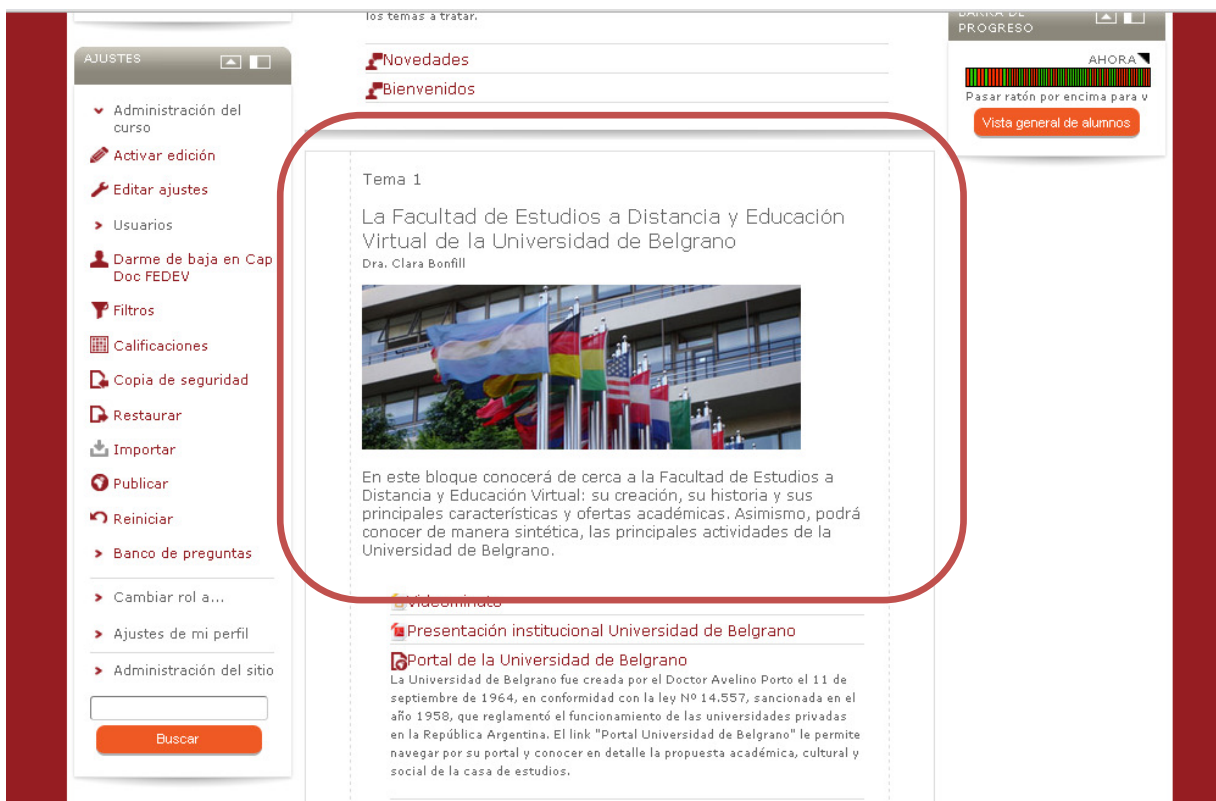 los temas a tratar.
Novedades
Bienvenidos
AJUSTES
Administración del
curso
Activar edición
Editar ajustes
Usuarios
Darme de baja en Cap
Doc FEDEV
Filtros
Calificaciones
Copia de seguridad
Restaurar
Importar
Publicar
Reiniciar
Banco de preguntas
Cambiar rol a...
Ajustes de mi perfil
Administración del sitio
Buscar
Tema 1
La Facultad de Estudios a Distancia y Educación
Virtual de la Universidad de Belgrano
Dra. Clara Bonfill
En este bloque conocerá de cerca a la Facultad de Estudios a
Distancia y Educación Virtual: su creación, su historia y sus
principales características y ofertas académicas. Asimismo, podrá
conocer de manera sintética, las principales actividades de la
Universidad de Belgrano.
Videominuto
Presentación institucional Universidad de Belgrano
Portal de la Universidad de Belgrano
La Universidad de Belgrano fue creada por el Doctor Avelino Porto el 11 de
septiembre de 1964, en conformidad con la ley Nº 14.557, sancionada en el
año 1958, que reglamentó el funcionamiento de las universidades privadas
en la República Argentina. El link "Portal Universidad de Belgrano" le permite
navegar por su portal y conocer en detalle la propuesta académica, cultural y
social de la casa de estudios.
BARRA DE
PROGRESO
AHORA
Pasar ratón por encima para v
Vista general de alumnos